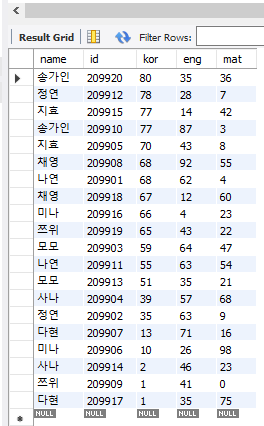 Result Grid Filter Rows:
name id kor eng mat
송가인 209920 80 35 36
정연 209912 78 28 7
지효 209915 77 14 42
송가인 209910 77 87 3
지효 209905 70 43 8
채영 209908 68 92 55
나연 209901 68 62 4
채영 209918 67 12 60
미나 209916 66 4 23
쯔위 209919 65 43 22
모모 209903 59 64 47
나연 209911 55 63 54
모모 209913 51 35 21
사나 209904 39 57 68
정연 209902 35 63 9
다현 209907 13 71 16
미나 209906 10 26 98
사나 209914 2 46 23
쯔위 209909 1 41 0
다현 209917 1 35 75
NULL NULL NULL NULL NULL